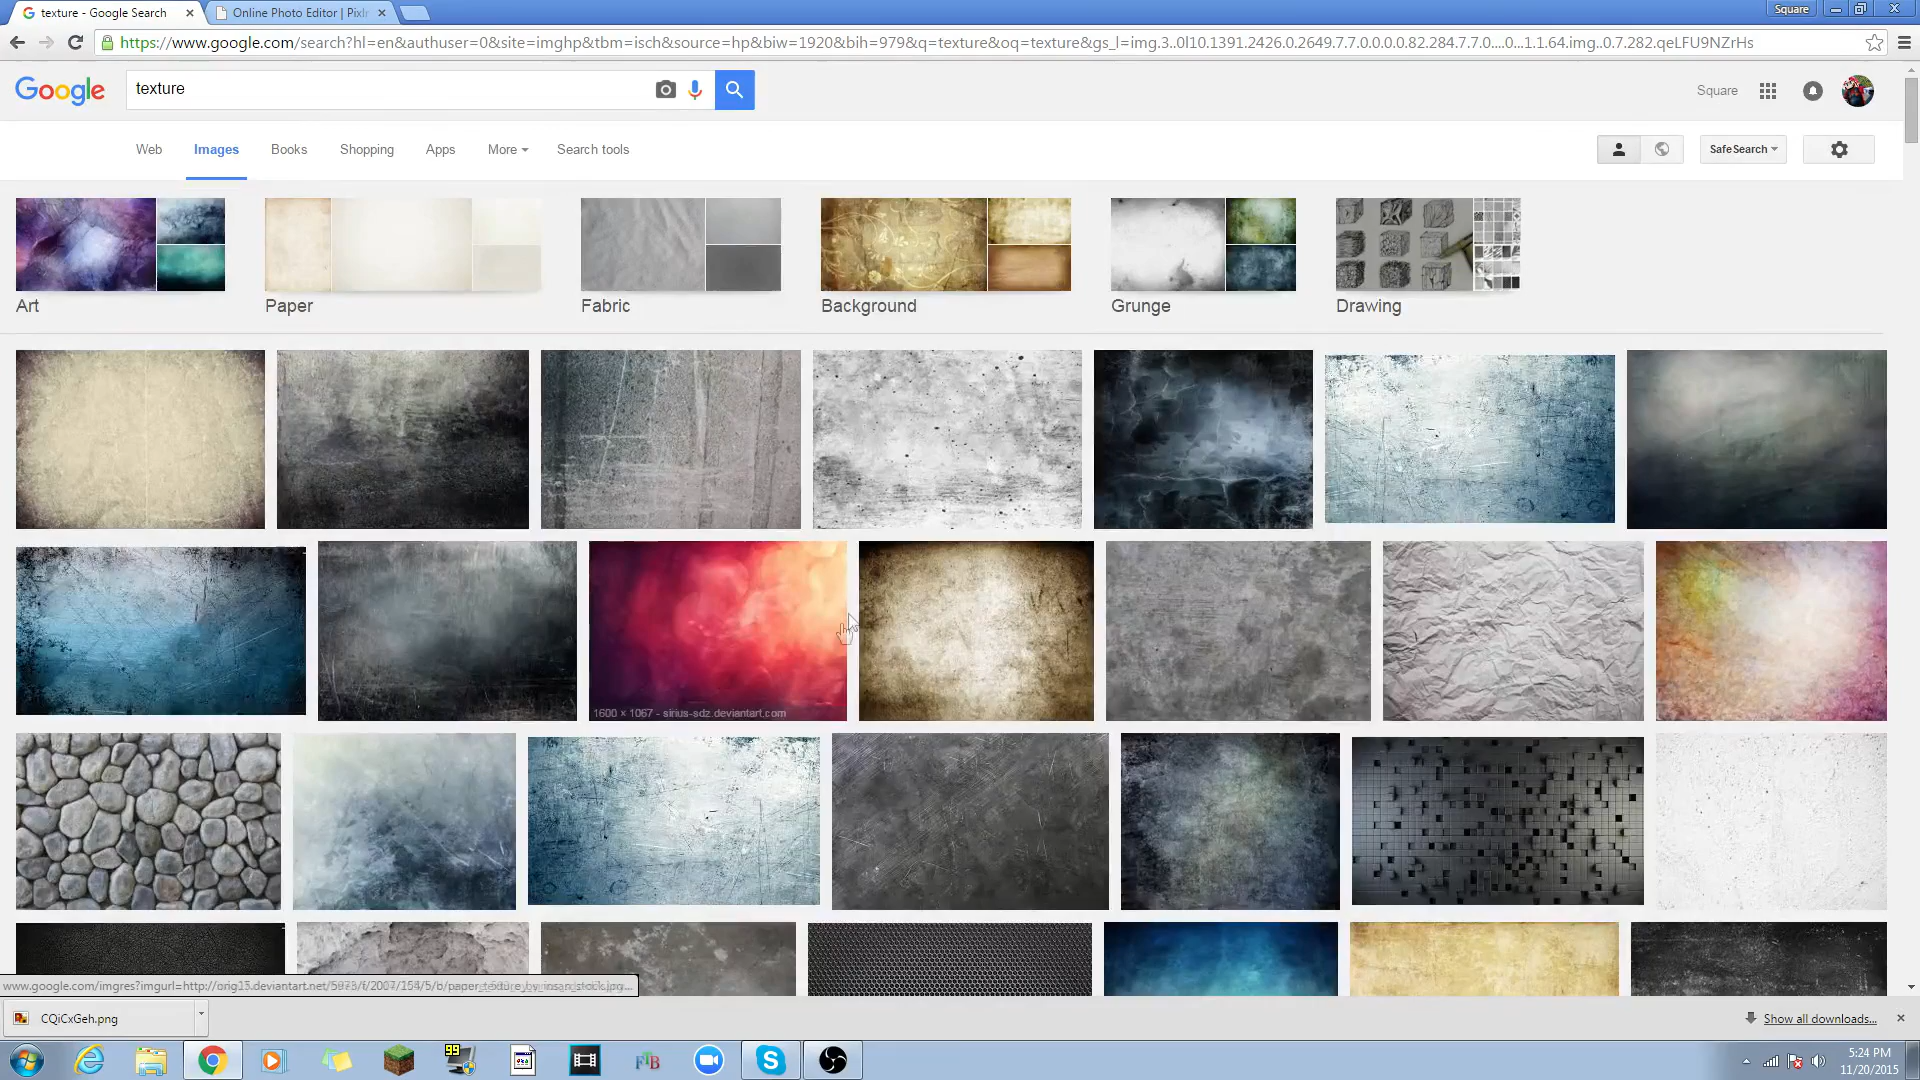 texture - Google Search
Online Photo Editor | Pixlr
Square
https://www.google.com/search?hl=en&authuser=0&site=imghp&tbm=isch&source=hp&biw=1920&bih=979&q=texture&oq=texture&gs_l=img.3..0l10.1391.2426.0.2649.7.7.0.0.0.0.82.284.7.7.0....0...1.1.64.img..0.7.282.qeLFU9NZrHs
Google
texture
Square
Web
Images
Books
Shopping
Apps
More
Search tools
SafeSearch
Art
Paper
Fabric
Background
Grunge
Drawing
1600 × 1067 - sirius-sdz.deviantart.com
CQiCxGeh.png
Show all downloads...
99
FTB
5:24 PM
11/20/2015